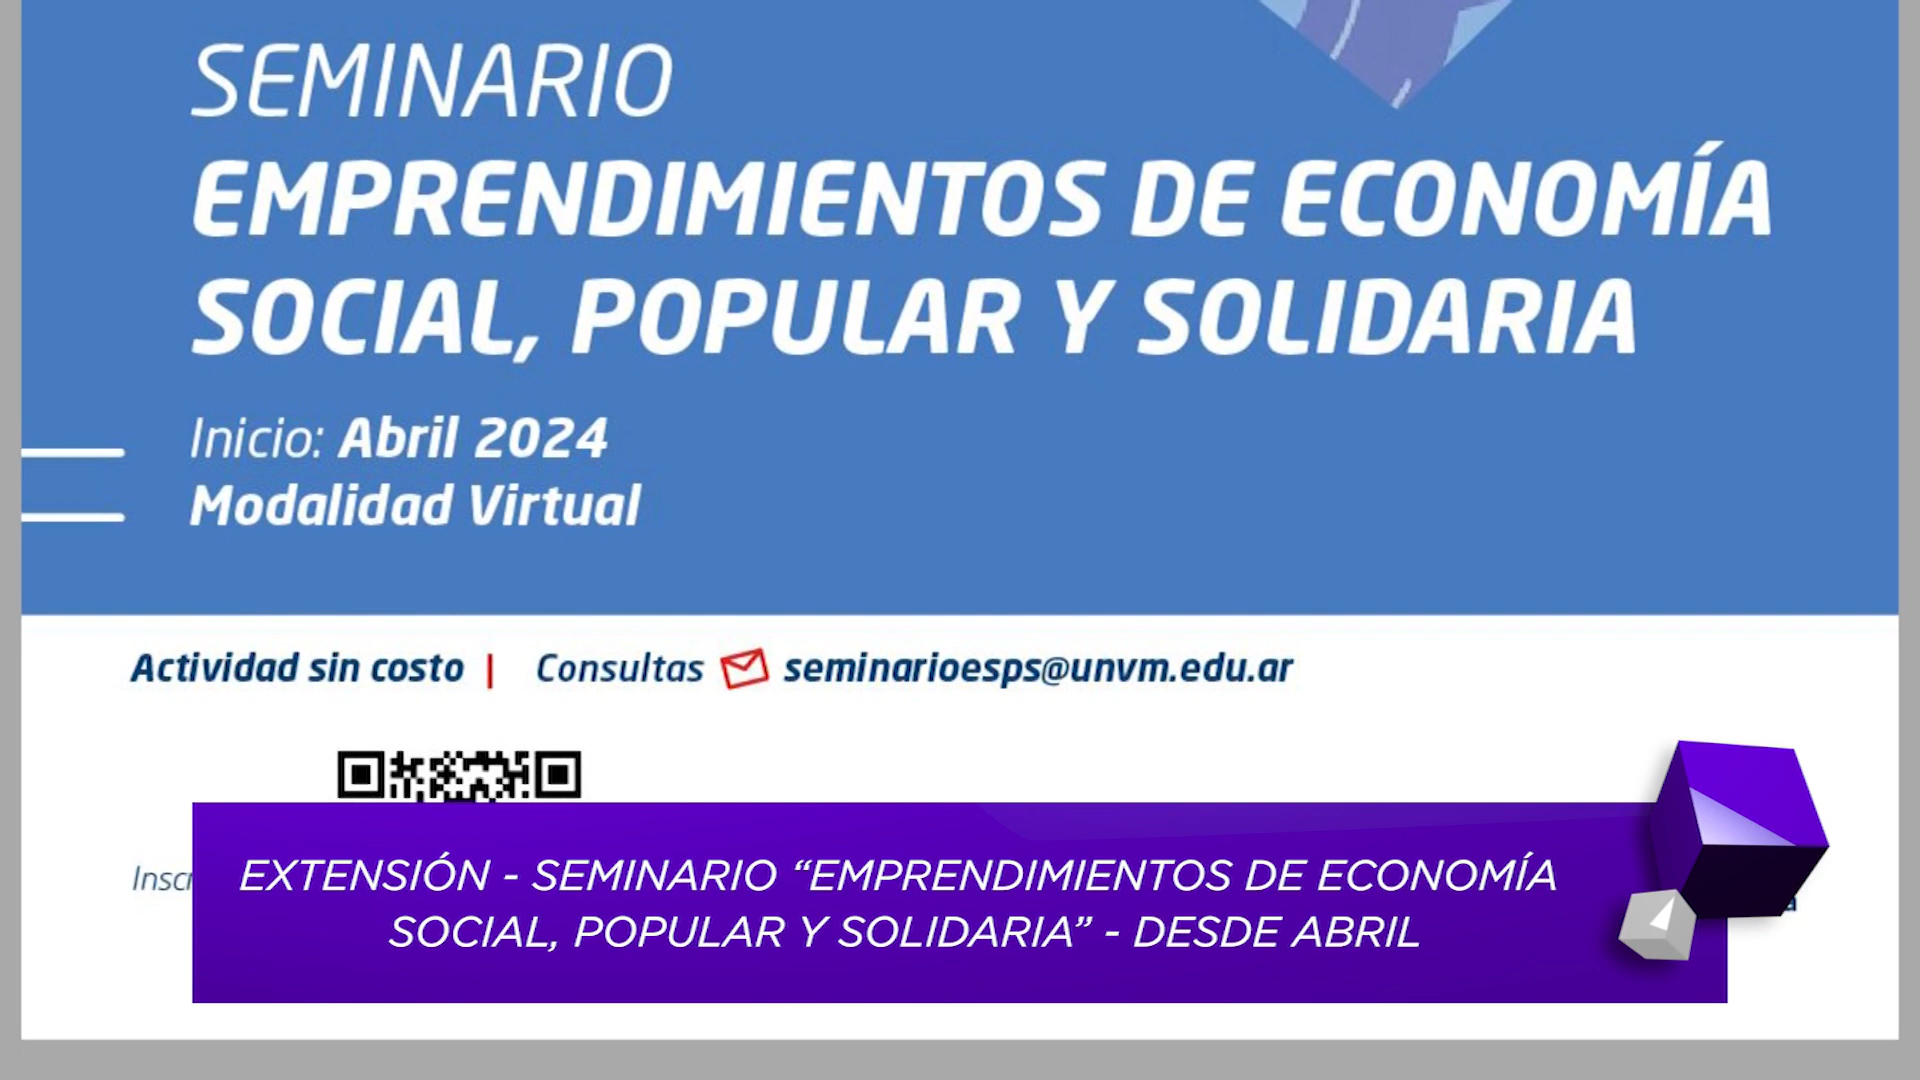 SEMINARIO
EMPRENDIMIENTOS DE ECONOMÍA
SOCIAL, POPULAR Y SOLIDARIA
Inicio: Abril 2024
Modalidad Virtual
Actividad sin costo | Consultas seminarioesps@unvm.edu.ar
EXTENSIÓN - SEMINARIO “EMPRENDIMIENTOS DE ECONOMÍA
SOCIAL, POPULAR Y SOLIDARIA” - DESDE ABRIL